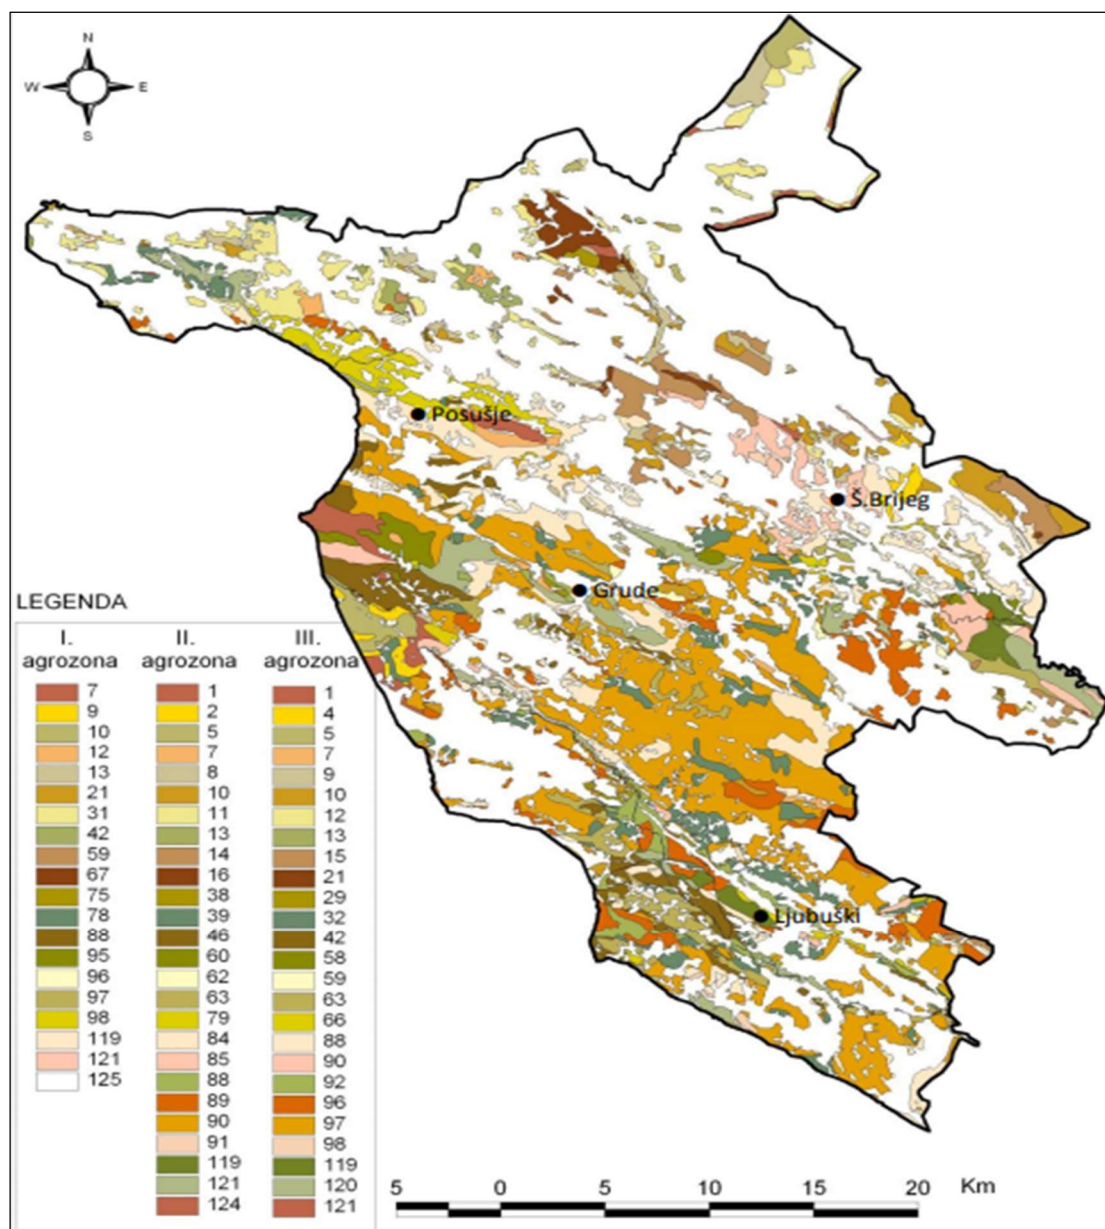 N
W E
S
Posušje
Š.Brijeg
Grude
Ljubuški
LEGENDA
I. II. III.
agrozona agrozona agrozona
7 1 1
9 2 4
10 5 5
12 7 7
13 8 9
21 10 10
31 11 12
42 13 13
59 14 15
67 16 21
75 38 29
78 39 32
88 46 42
95 60 58
96 62 59
97 63 63
98 79 66
119 84 88
121 85 90
125 88 92
89 96
90 97
91 98
119 119
121 120
124 121
5 0 5 10 15 20 Km